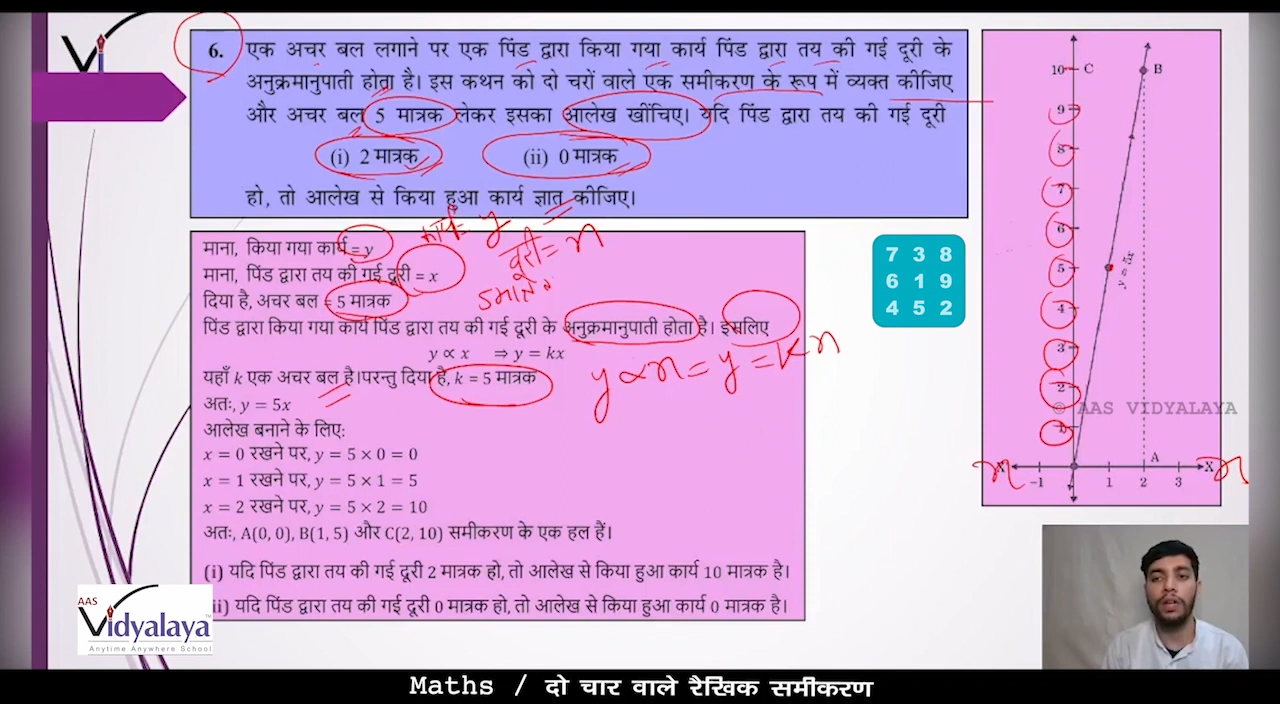 6. एक अचर बल लगाने पर एक पिंड द्वारा किया गया कार्य पिंड द्वारा तय की गई दूरी के
अनुक्रमानुपाती होता है। इस कथन को दो चरों वाले एक समीकरण के रूप में व्यक्त कीजिए
और अचर बल 5 मात्रक लेकर इसका आलेख खींचिए। यदि पिंड द्वारा तय की गई दूरी
(i) 2 मात्रक (ii) 0 मात्रक
हो, तो आलेख से किया हुआ कार्य ज्ञात कीजिए।
माना, किया गया कार्य = y
माना, पिंड द्वारा तय की गई दूरी = x
दिया है, अचर बल = 5 मात्रक
पिंड द्वारा किया गया कार्य पिंड द्वारा तय की गई दूरी के अनुक्रमानुपाती होता है। इसलिए
y ∝ x ⇒ y = kx
यहाँ k एक अचर बल है।परन्तु दिया है, k = 5 मात्रक
अतः, y = 5x
आलेख बनाने के लिए:
x = 0 रखने पर, y = 5 × 0 = 0
x = 1 रखने पर, y = 5 × 1 = 5
x = 2 रखने पर, y = 5 × 2 = 10
अतः, A(0, 0), B(1, 5) और C(2, 10) समीकरण के एक हल हैं।
(i) यदि पिंड द्वारा तय की गई दूरी 2 मात्रक हो, तो आलेख से किया हुआ कार्य 10 मात्रक है।
ii) यदि पिंड द्वारा तय की गई दूरी 0 मात्रक हो, तो आलेख से किया हुआ कार्य 0 मात्रक है।
कार्य = y
दूरी = x
y ∝ x = y = kx
7 3 8
6 1 9
4 5 2
10 C B
9
8
7
6
5
4
3
2
1
y = 5x
© AAS VIDYALAYA
A
X X
-1 1 2 3
x x
AAS
Vidyalaya
Anytime Anywhere School
Maths / दो चार वाले रैखिक समीकरण